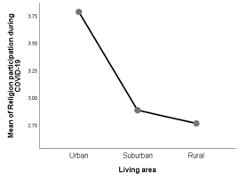 Mean of Religion participation during
COVID-19
3.75
3.50
3.25
3.00
2.75
Urban
Suburban
Rural
Living area